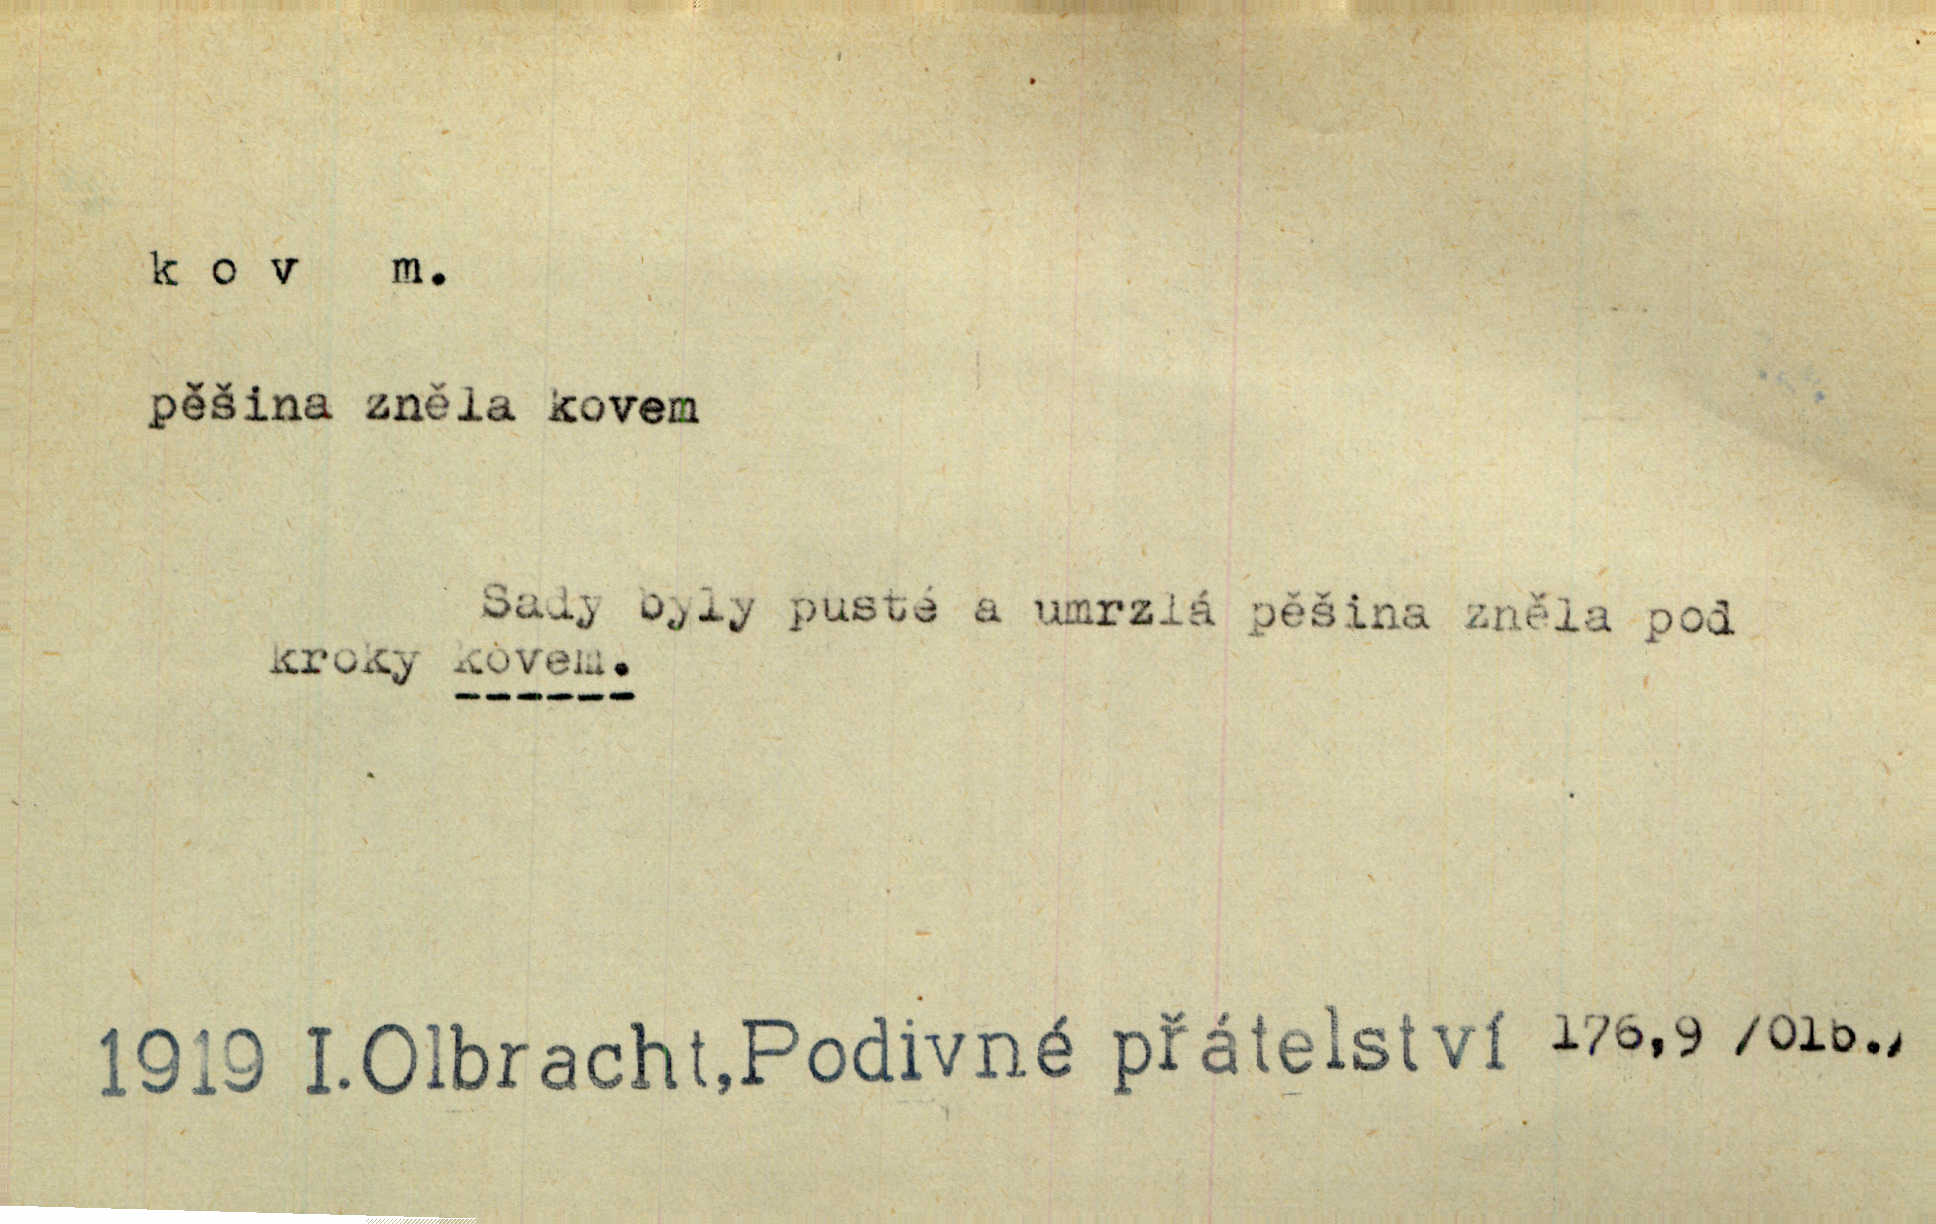 k o v m.
pěšina zněla kovem
Sady byly pusté a umrzlá pěšina zněla pod
kroky kovem.
1919 I.Olbracht,Podivné přátelství 176,9 /Olb./